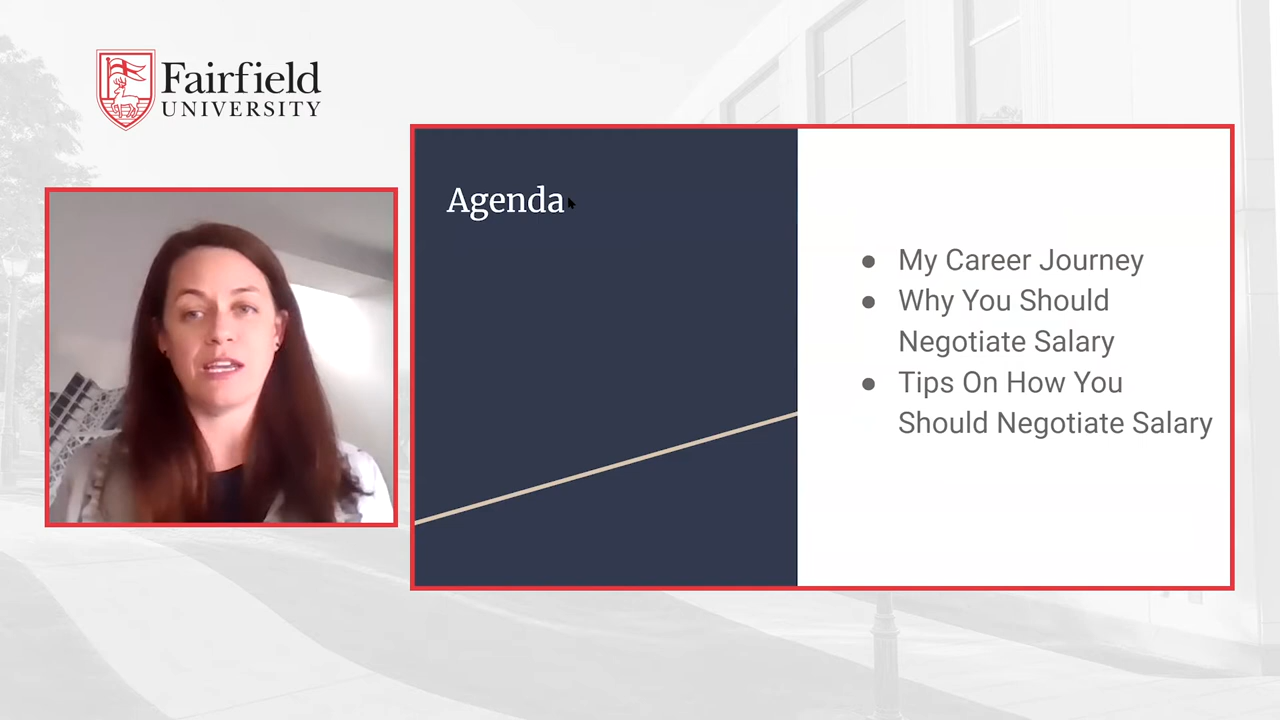 Fairfield
UNIVERSITY
Agenda
● My Career Journey
● Why You Should
Negotiate Salary
● Tips On How You
Should Negotiate Salary